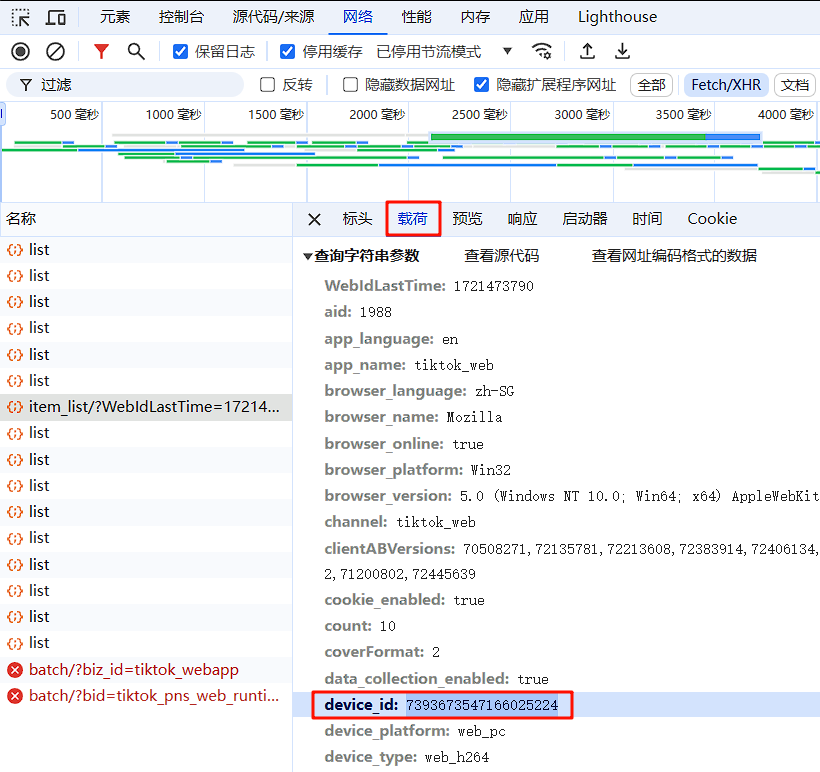 元素 控制台 源代码/来源 网络 性能 内存 应用 Lighthouse
保留日志 停用缓存 已停用节流模式
过滤 反转 隐藏数据网址 隐藏扩展程序网址 全部 Fetch/XHR 文档
500 毫秒 1000 毫秒 1500 毫秒 2000 毫秒 2500 毫秒 3000 毫秒 3500 毫秒 4000 毫秒
名称
list
list
list
list
list
list
item_list/?WebIdLastTime=17214...
list
list
list
list
list
list
list
list
list
batch/?biz_id=tiktok_webapp
batch/?bid=tiktok_pns_web_runti...
标头 载荷 预览 响应 启动器 时间 Cookie
查询字符串参数 查看源代码 查看网址编码格式的数据
WebIdLastTime: 1721473790
aid: 1988
app_language: en
app_name: tiktok_web
browser_language: zh-SG
browser_name: Mozilla
browser_online: true
browser_platform: Win32
browser_version: 5.0 (Windows NT 10.0; Win64; x64) AppleWebKit
channel: tiktok_web
clientABVersions: 70508271,72135781,72213608,72383914,72406134,
2,71200802,72445639
cookie_enabled: true
count: 10
coverFormat: 2
data_collection_enabled: true
device_id: 7393673547166025224
device_platform: web_pc
device_type: web_h264